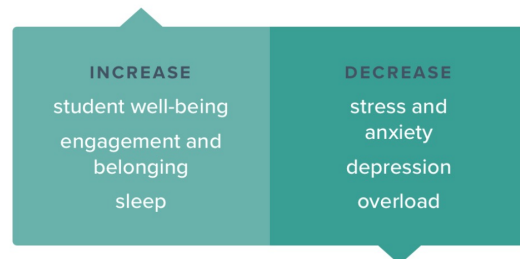 INCREASE
student well-being
engagement and
belonging
sleep
DECREASE
stress and
anxiety
depression
overload